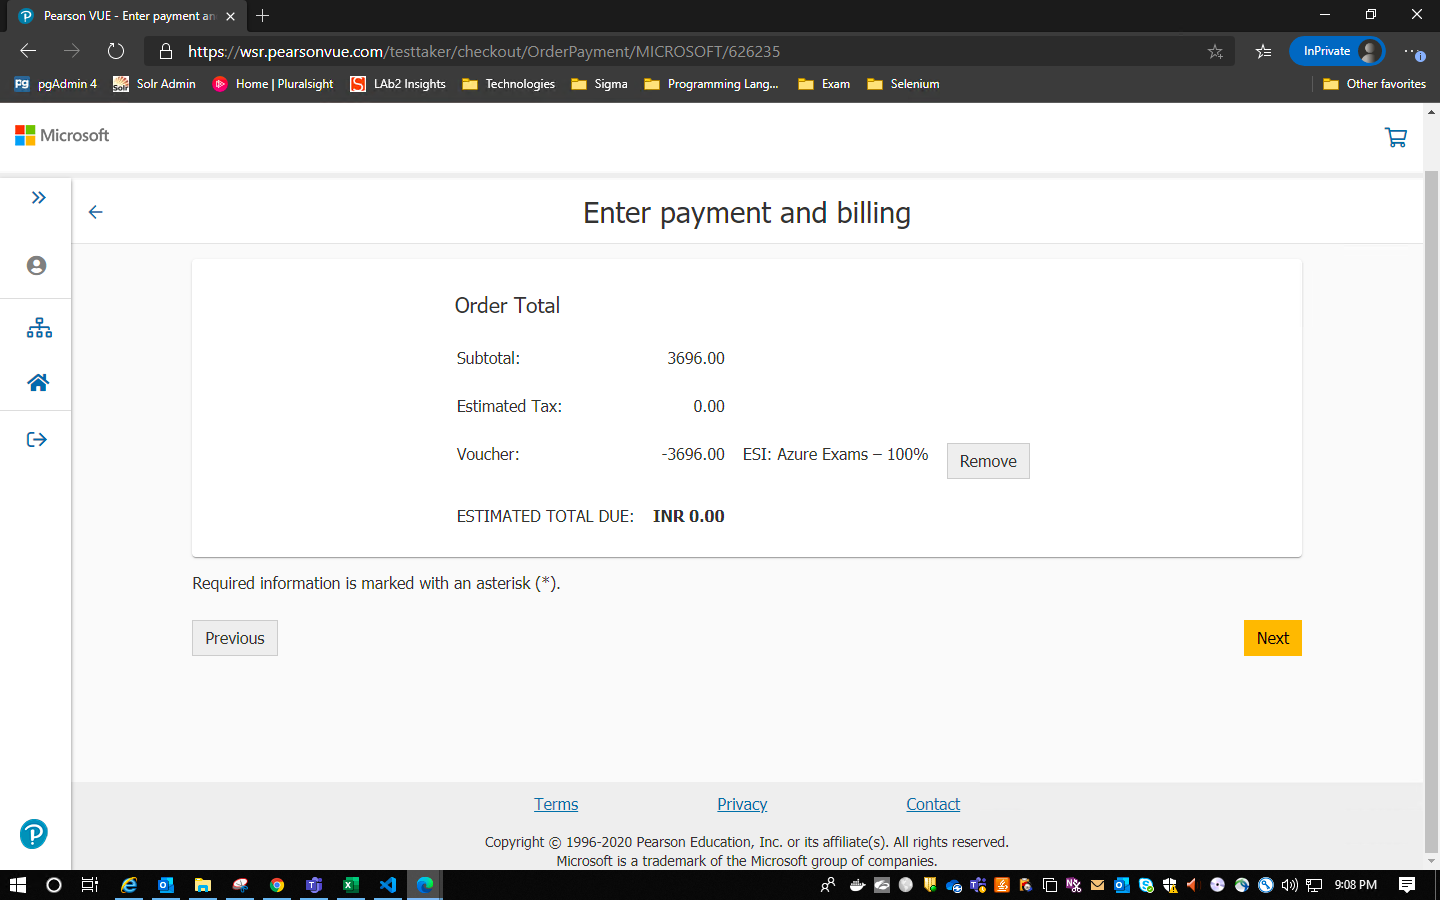 Pearson VUE - Enter payment an
https://wsr.pearsonvue.com/testtaker/checkout/OrderPayment/MICROSOFT/626235
InPrivate
pgAdmin 4
Solr Admin
Home | Pluralsight
LAb2 Insights
Technologies
Sigma
Programming Lang...
Exam
Selenium
Other favorites
Microsoft
Enter payment and billing
Order Total
Subtotal: 3696.00
Estimated Tax: 0.00
Voucher: -3696.00 ESI: Azure Exams – 100% Remove
ESTIMATED TOTAL DUE: INR 0.00
Required information is marked with an asterisk (*).
Previous
Next
Terms Privacy Contact
Copyright © 1996-2020 Pearson Education, Inc. or its affiliate(s). All rights reserved.
Microsoft is a trademark of the Microsoft group of companies.
9:08 PM